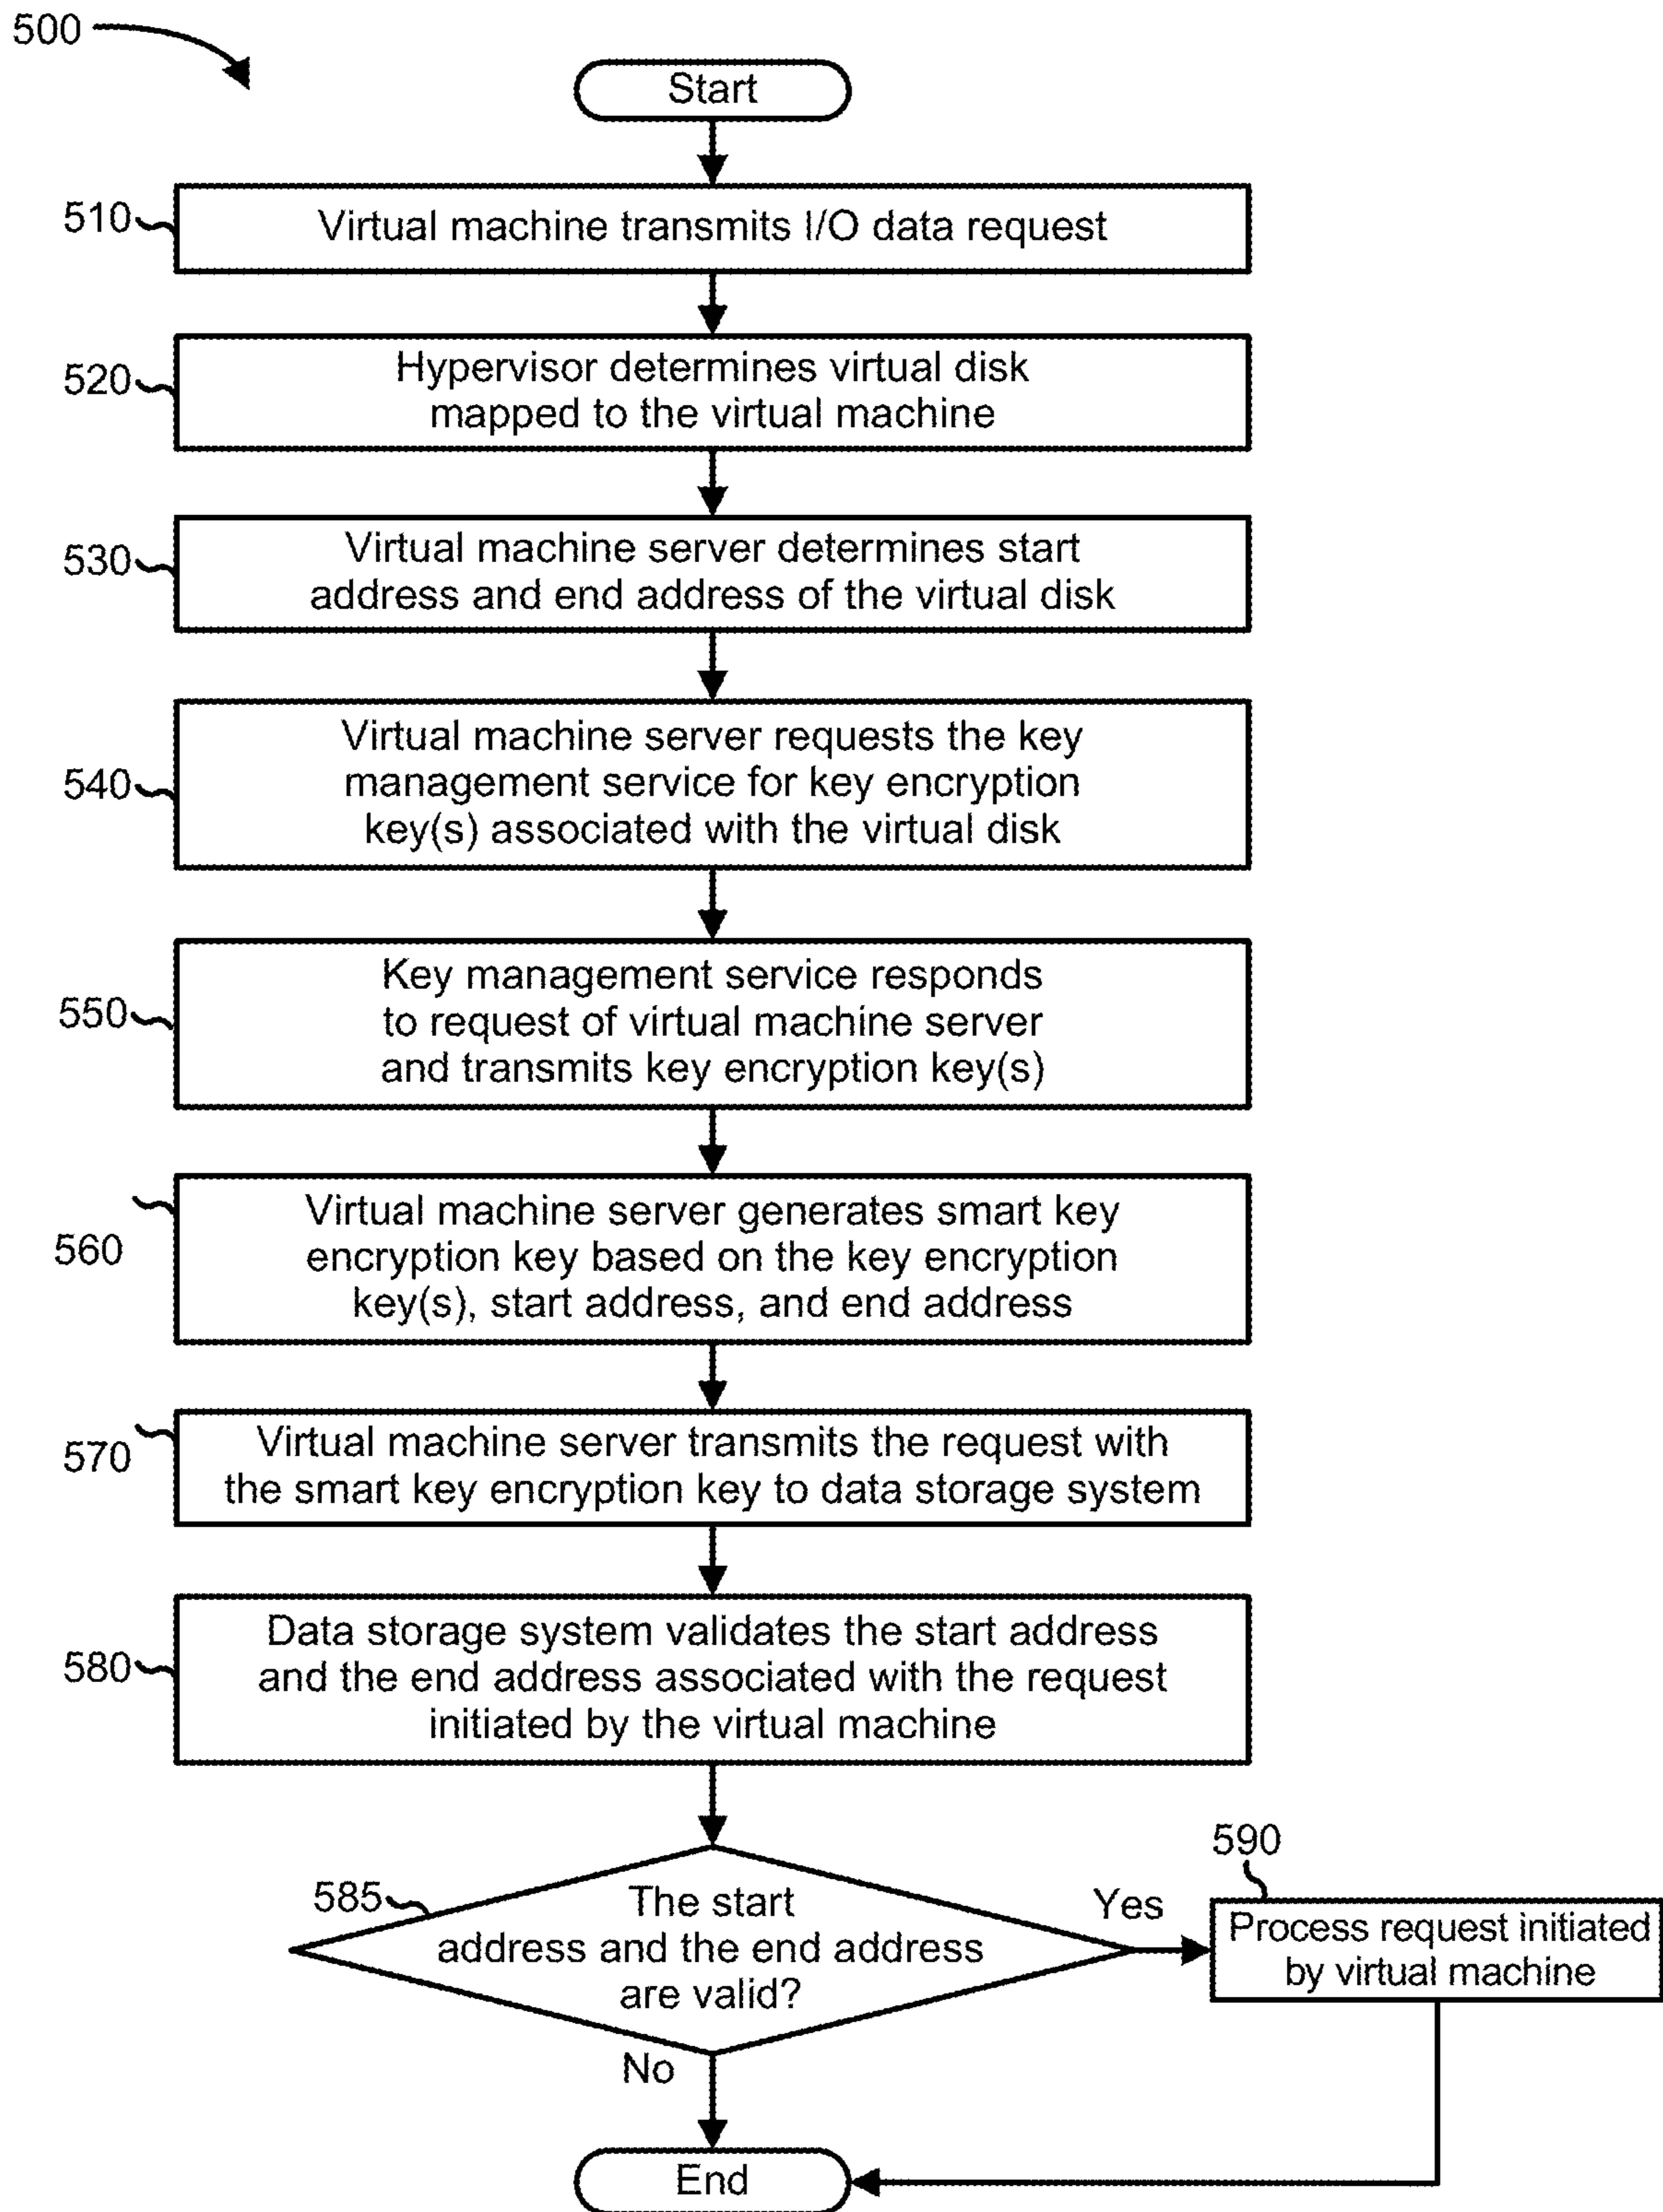 500
Start
510
Virtual machine transmits I/O data request
520
Hypervisor determines virtual disk
mapped to the virtual machine
530
Virtual machine server determines start
address and end address of the virtual disk
540
Virtual machine server requests the key
management service for key encryption
key(s) associated with the virtual disk
550
Key management service responds
to request of virtual machine server
and transmits key encryption key(s)
560
Virtual machine server generates smart key
encryption key based on the key encryption
key(s), start address, and end address
570
Virtual machine server transmits the request with
the smart key encryption key to data storage system
580
Data storage system validates the start address
and the end address associated with the request
initiated by the virtual machine
585
The start
address and the end address
are valid?
Yes
590
Process request initiated
by virtual machine
No
End